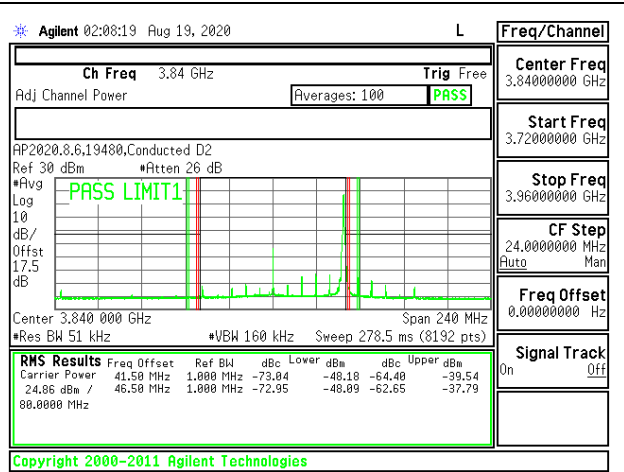 Agilent 02:08:19 Aug 19, 2020 L Freq/Channel
Ch Freq 3.84 GHz Trig Free
Adj Channel Power Averages: 100 PASS
AP2020.8.6,19480,Conducted D2
Ref 30 dBm #Atten 26 dB
#Avg
Log
10
dB/
Offst
17.5
dB
PASS LIMIT1
Center 3.840 000 GHz Span 240 MHz
#Res BW 51 kHz #VBW 160 kHz Sweep 278.5 ms (8192 pts)
RMS Results Freq Offset Ref BW dBc Lower dBm dBc Upper dBm
Carrier Power 41.50 MHz 1.000 MHz -73.04 -48.18 -64.40 -39.54
24.86 dBm / 46.50 MHz 1.000 MHz -72.95 -48.09 -62.65 -37.79
80.0000 MHz
Center Freq
3.84000000 GHz
Start Freq
3.72000000 GHz
Stop Freq
3.96000000 GHz
CF Step
24.0000000 MHz
Auto Man
Freq Offset
0.00000000 Hz
Signal Track
On Off
Copyright 2000-2011 Agilent Technologies